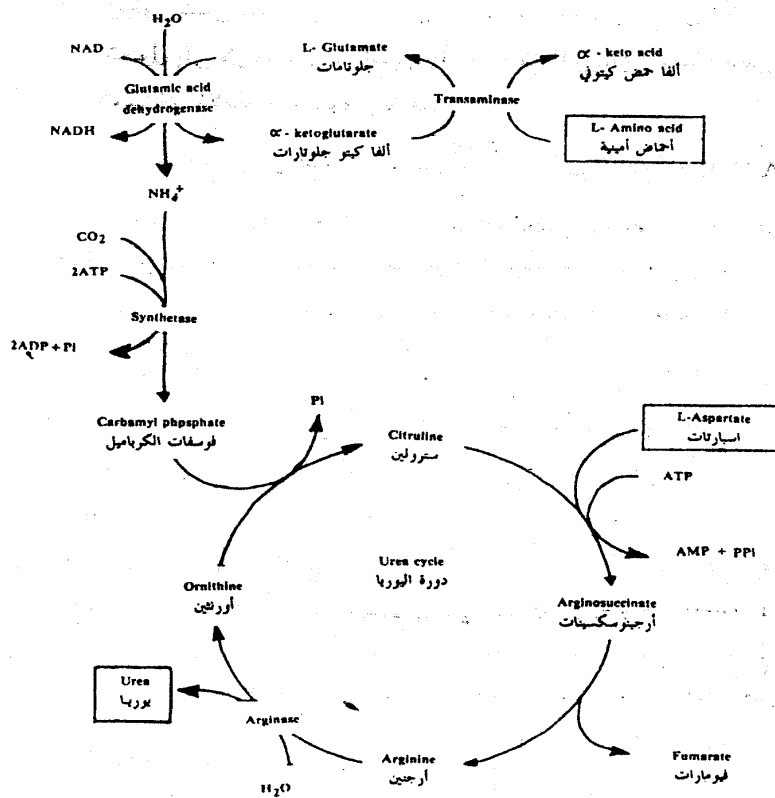 H₂O
NAD
L- Glutamate
جلوتامات
α - keto acid
ألفا حمض كيتوني
Glutamic acid
dehydrogenase
Transaminase
NADH
α - ketoglutarate
ألفا كيتو جلوتارات
L- Amino acid
أحماض أمينية
NH₄⁺
CO₂
2ATP
Synthetase
2ADP + Pi
Carbamyl phpsphate
فوسفات الكرباميل
Pi
Citruline
سترولين
L-Aspartate
اسبارتات
ATP
AMP + PPi
Urea cycle
دورة اليوريا
Ornithine
أورنثين
Arginosuccinate
أرجينوسكسينات
Urea
يوريا
Arginase
H₂O
Arginine
أرجنين
Fumarate
فيومارات